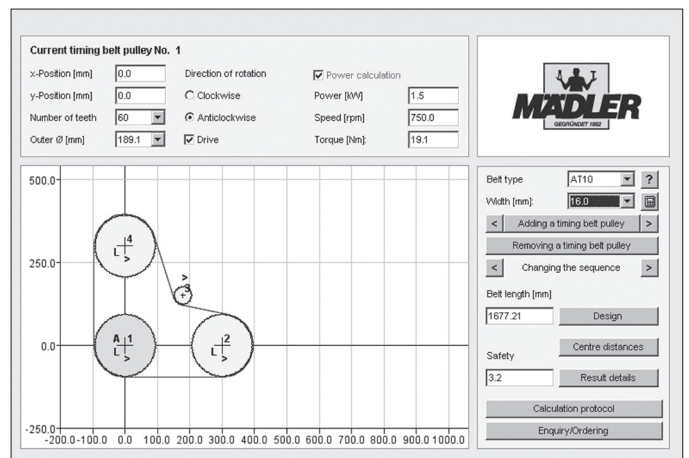 Current timing belt pulley No. 1
x-Position [mm] 0.0 Direction of rotation Power calculation
y-Position [mm] 0.0 Clockwise Power [kW] 1.5
Number of teeth 60 Anticlockwise Speed [rpm] 750.0
Outer Ø [mm] 189.1 Drive Torque [Nm]: 19.1
MÄDLER
GEGRÜNDET 1882
500.0
250.0
0.0
-250.0
-200.0 -100.0 0.0 100.0 200.0 300.0 400.0 500.0 600.0 700.0 800.0 900.0 1000.0
4
L >
>
3
A 1
L >
2
L >
Belt type AT10 ?
Width [mm]: 16.0
< Adding a timing belt pulley >
Removing a timing belt pulley
< Changing the sequence >
Belt length [mm]
1677.21 Design
Centre distances
Safety
3.2 Result details
Calculation protocol
Enquiry/Ordering